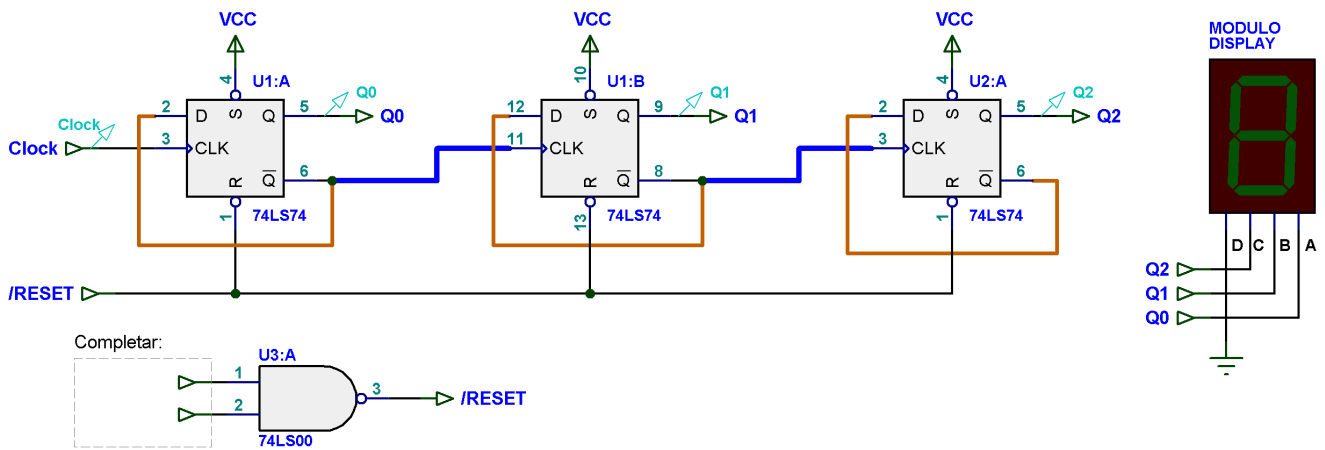 VCC
VCC
VCC
MODULO
DISPLAY
4
U1:A
10
U1:B
4
U2:A
2
D
S
Q
5
Q0
Q0
12
D
S
Q
9
Q1
Q1
2
D
S
Q
5
Q2
Q2
Clock
Clock
3
CLK
11
CLK
3
CLK
R
Q
6
R
Q
8
R
Q
6
1
74LS74
13
74LS74
1
74LS74
D
C
B
A
Q2
Q1
Q0
/RESET
Completar:
U3:A
1
2
3
/RESET
74LS00